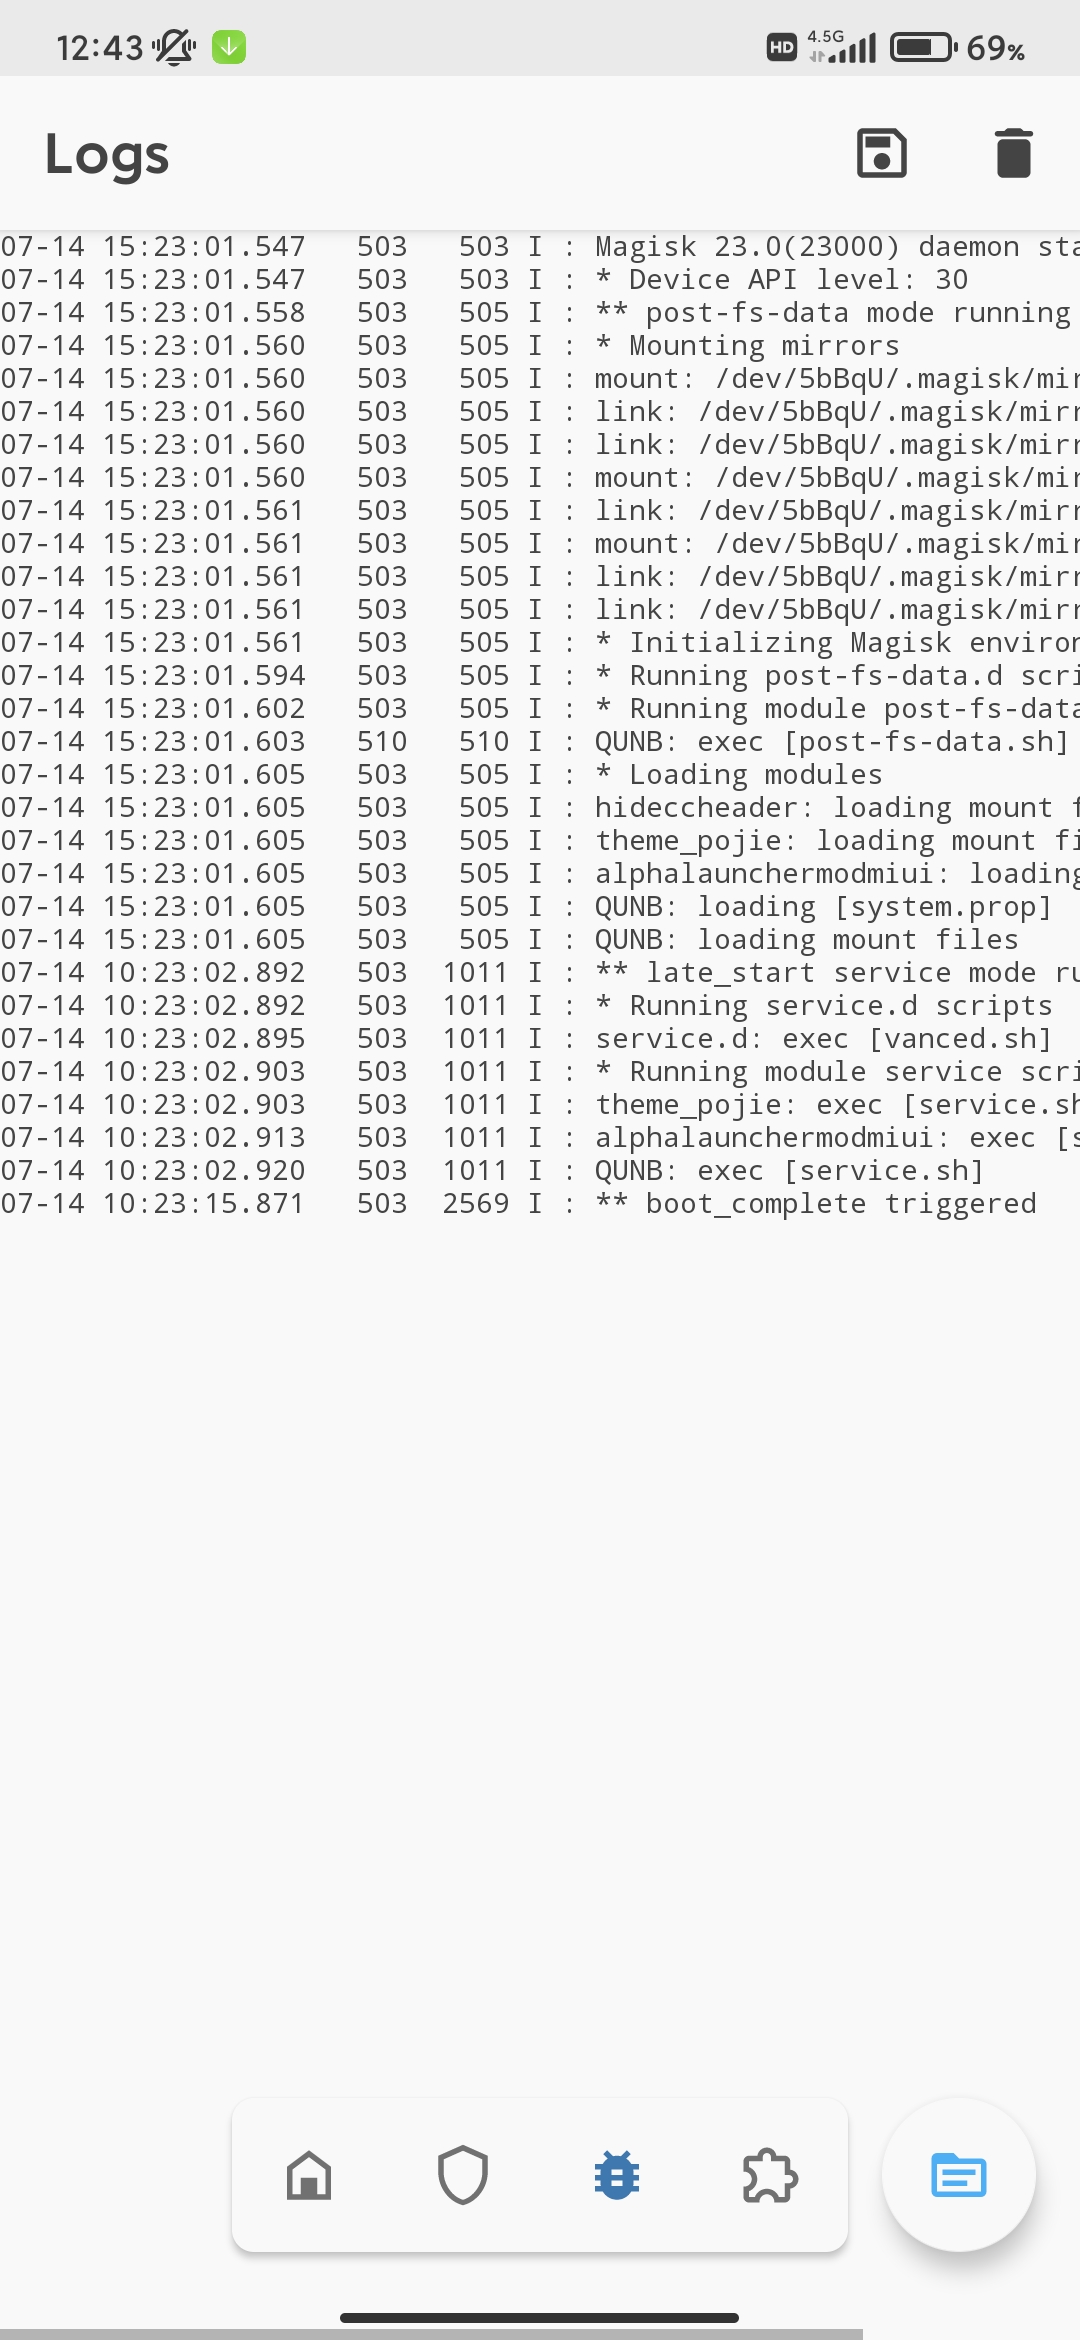 12:43 HD 4.5G 69%
Logs
07-14 15:23:01.547   503   503 I : Magisk 23.0(23000) daemon sta
07-14 15:23:01.547   503   503 I : * Device API level: 30
07-14 15:23:01.558   503   505 I : ** post-fs-data mode running
07-14 15:23:01.560   503   505 I : * Mounting mirrors
07-14 15:23:01.560   503   505 I : mount: /dev/5bBqU/.magisk/mir
07-14 15:23:01.560   503   505 I : link: /dev/5bBqU/.magisk/mirr
07-14 15:23:01.560   503   505 I : link: /dev/5bBqU/.magisk/mirr
07-14 15:23:01.560   503   505 I : mount: /dev/5bBqU/.magisk/mir
07-14 15:23:01.561   503   505 I : link: /dev/5bBqU/.magisk/mirr
07-14 15:23:01.561   503   505 I : mount: /dev/5bBqU/.magisk/mir
07-14 15:23:01.561   503   505 I : link: /dev/5bBqU/.magisk/mirr
07-14 15:23:01.561   503   505 I : link: /dev/5bBqU/.magisk/mirr
07-14 15:23:01.561   503   505 I : * Initializing Magisk environ
07-14 15:23:01.594   503   505 I : * Running post-fs-data.d scri
07-14 15:23:01.602   503   505 I : * Running module post-fs-data
07-14 15:23:01.603   510   510 I : QUNB: exec [post-fs-data.sh]
07-14 15:23:01.605   503   505 I : * Loading modules
07-14 15:23:01.605   503   505 I : hideccheader: loading mount f
07-14 15:23:01.605   503   505 I : theme_pojie: loading mount fi
07-14 15:23:01.605   503   505 I : alphalaunchermodmiui: loading
07-14 15:23:01.605   503   505 I : QUNB: loading [system.prop]
07-14 15:23:01.605   503   505 I : QUNB: loading mount files
07-14 10:23:02.892   503  1011 I : ** late_start service mode ru
07-14 10:23:02.892   503  1011 I : * Running service.d scripts
07-14 10:23:02.895   503  1011 I : service.d: exec [vanced.sh]
07-14 10:23:02.903   503  1011 I : * Running module service scri
07-14 10:23:02.903   503  1011 I : theme_pojie: exec [service.sh
07-14 10:23:02.913   503  1011 I : alphalaunchermodmiui: exec [s
07-14 10:23:02.920   503  1011 I : QUNB: exec [service.sh]
07-14 10:23:15.871   503  2569 I : ** boot_complete triggered